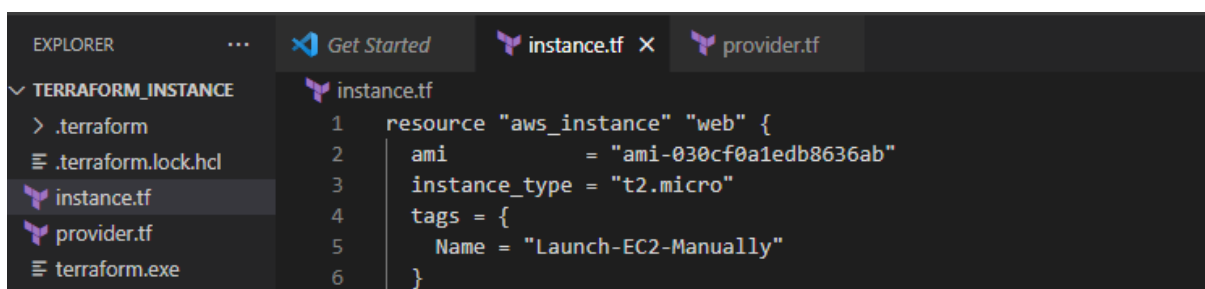 EXPLORER ...
TERRAFORM_INSTANCE
.terraform
.terraform.lock.hcl
instance.tf
provider.tf
terraform.exe
Get Started instance.tf provider.tf
instance.tf
1 resource "aws_instance" "web" {
2 ami = "ami-030cf0a1edb8636ab"
3 instance_type = "t2.micro"
4 tags = {
5 Name = "Launch-EC2-Manually"
6 }